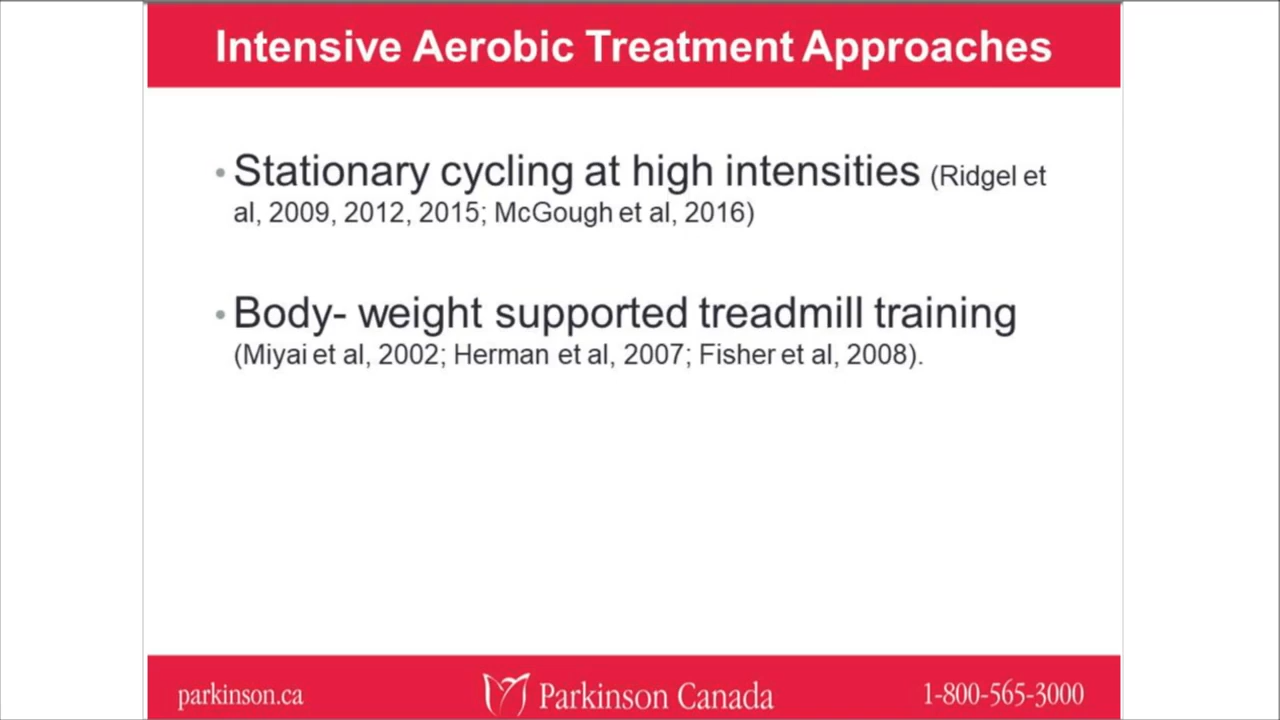 Intensive Aerobic Treatment Approaches
• Stationary cycling at high intensities (Ridgel et
al, 2009, 2012, 2015; McGough et al, 2016)
• Body- weight supported treadmill training
(Miyai et al, 2002; Herman et al, 2007; Fisher et al, 2008).
parkinson.ca Parkinson Canada 1-800-565-3000